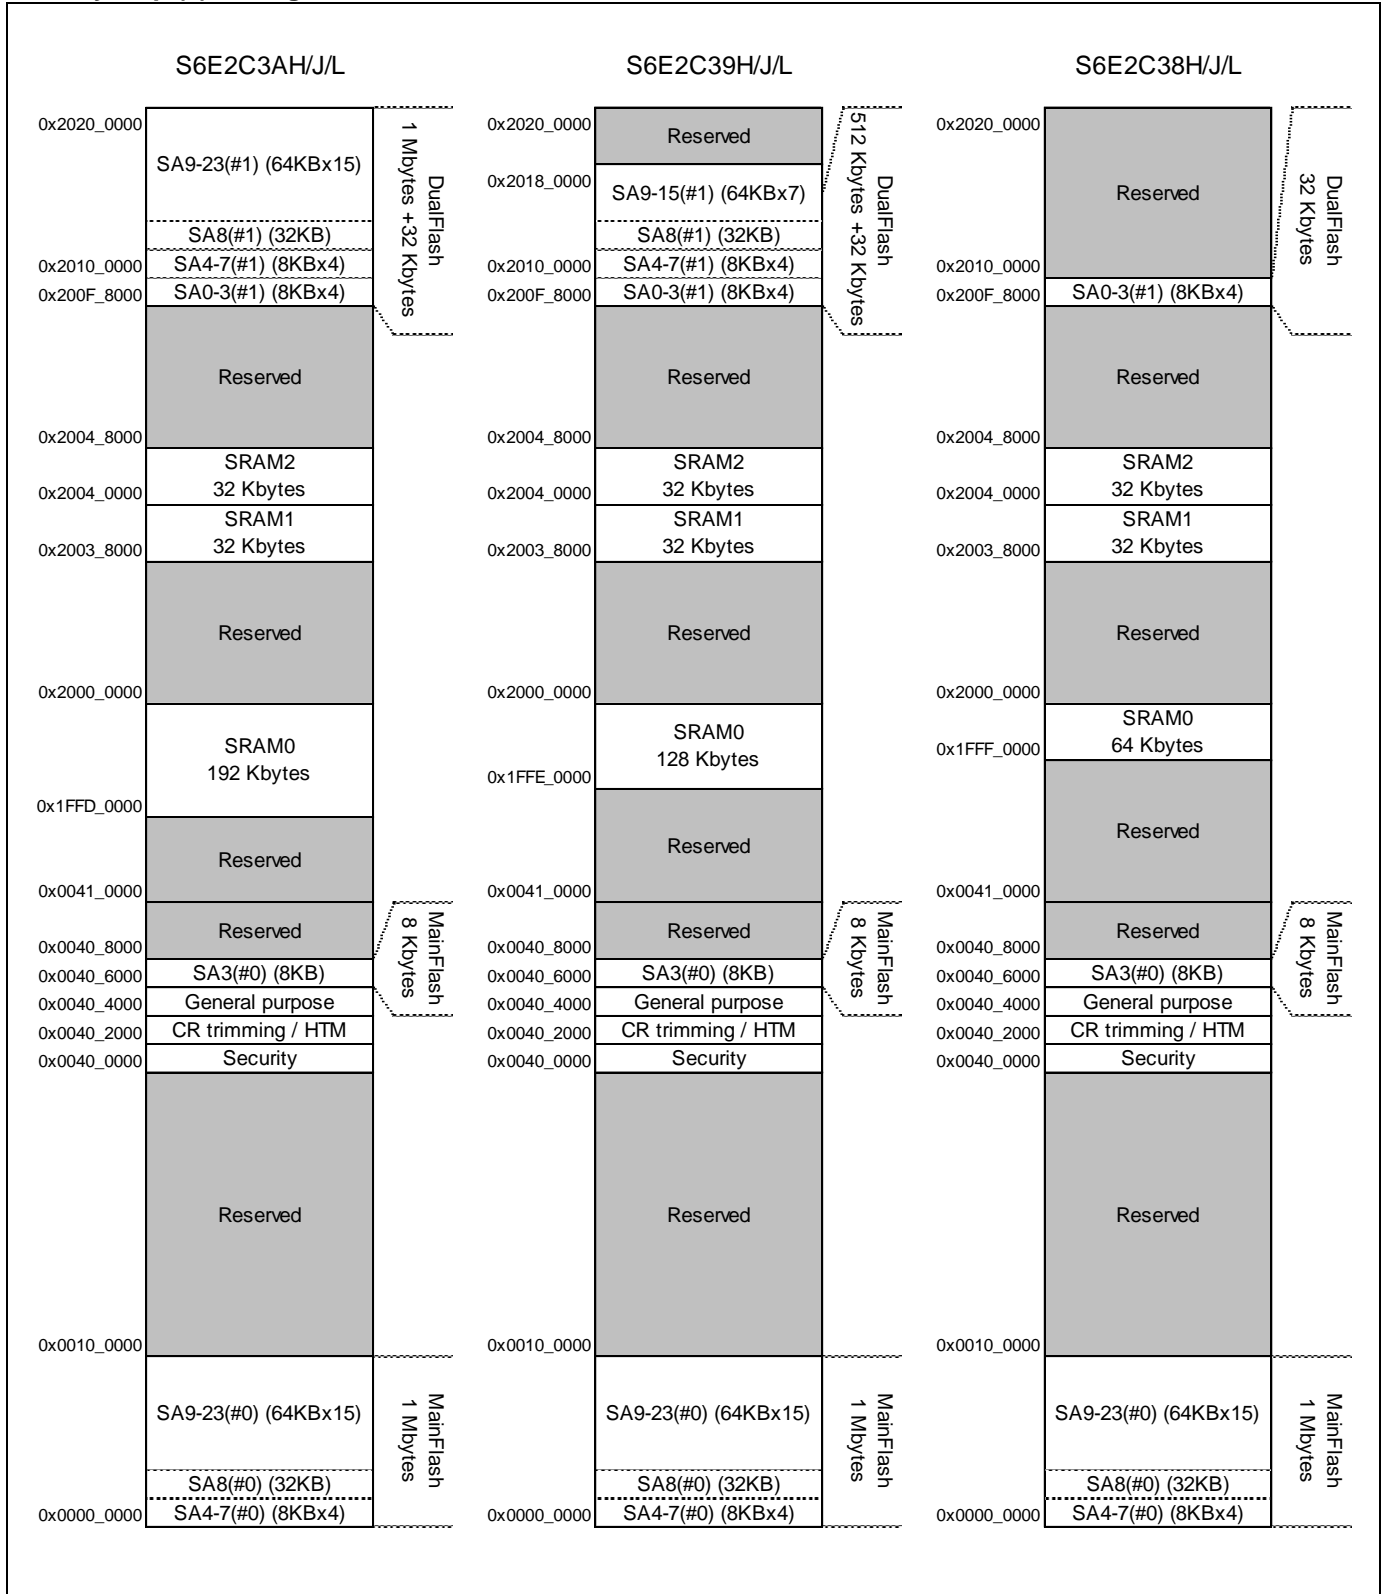 S6E2C3AH/J/L
0x2020_0000
SA9-23(#1) (64KBx15)
SA8(#1) (32KB)
0x2010_0000
SA4-7(#1) (8KBx4)
0x200F_8000
SA0-3(#1) (8KBx4)
DualFlash
1 Mbytes +32 Kbytes
Reserved
0x2004_8000
SRAM2
32 Kbytes
0x2004_0000
SRAM1
32 Kbytes
0x2003_8000
Reserved
0x2000_0000
SRAM0
192 Kbytes
0x1FFD_0000
Reserved
0x0041_0000
Reserved
0x0040_8000
SA3(#0) (8KB)
0x0040_6000
General purpose
0x0040_4000
CR trimming / HTM
0x0040_2000
Security
0x0040_0000
MainFlash
8 Kbytes
Reserved
0x0010_0000
SA9-23(#0) (64KBx15)
SA8(#0) (32KB)
SA4-7(#0) (8KBx4)
0x0000_0000
MainFlash
1 Mbytes
S6E2C39H/J/L
0x2020_0000
Reserved
0x2018_0000
SA9-15(#1) (64KBx7)
SA8(#1) (32KB)
0x2010_0000
SA4-7(#1) (8KBx4)
0x200F_8000
SA0-3(#1) (8KBx4)
DualFlash
512 Kbytes +32 Kbytes
Reserved
0x2004_8000
SRAM2
32 Kbytes
0x2004_0000
SRAM1
32 Kbytes
0x2003_8000
Reserved
0x2000_0000
SRAM0
128 Kbytes
0x1FFE_0000
Reserved
0x0041_0000
Reserved
0x0040_8000
SA3(#0) (8KB)
0x0040_6000
General purpose
0x0040_4000
CR trimming / HTM
0x0040_2000
Security
0x0040_0000
MainFlash
8 Kbytes
Reserved
0x0010_0000
SA9-23(#0) (64KBx15)
SA8(#0) (32KB)
SA4-7(#0) (8KBx4)
0x0000_0000
MainFlash
1 Mbytes
S6E2C38H/J/L
0x2020_0000
Reserved
0x2010_0000
0x200F_8000
SA0-3(#1) (8KBx4)
DualFlash
32 Kbytes
Reserved
0x2004_8000
SRAM2
32 Kbytes
0x2004_0000
SRAM1
32 Kbytes
0x2003_8000
Reserved
0x2000_0000
SRAM0
64 Kbytes
0x1FFF_0000
Reserved
0x0041_0000
Reserved
0x0040_8000
SA3(#0) (8KB)
0x0040_6000
General purpose
0x0040_4000
CR trimming / HTM
0x0040_2000
Security
0x0040_0000
MainFlash
8 Kbytes
Reserved
0x0010_0000
SA9-23(#0) (64KBx15)
SA8(#0) (32KB)
SA4-7(#0) (8KBx4)
0x0000_0000
MainFlash
1 Mbytes